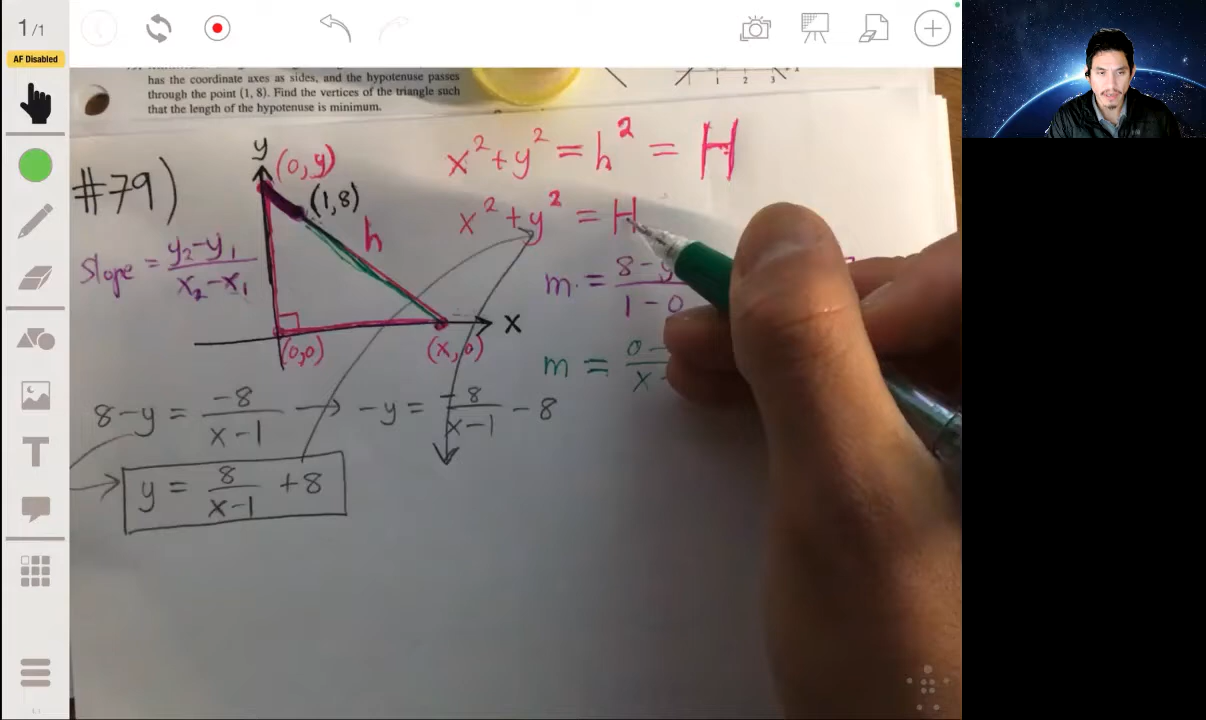 1/1
AF Disabled
has the coordinate axes as sides, and the hypotenuse passes
through the point (1, 8). Find the vertices of the triangle such
that the length of the hypotenuse is minimum.
1 2 3
#79)
y
(0, y)
(1,8)
h
x
(0,0)
(x, 0)
x² + y² = h² = H
x² + y² = H
Slope = y₂-y₁ / x₂-x₁
m = 8-y / 1-0
m = 0- / x-
8-y = -8 / x-1 → -y = -8 / x-1 - 8
y = 8 / x-1 + 8
T